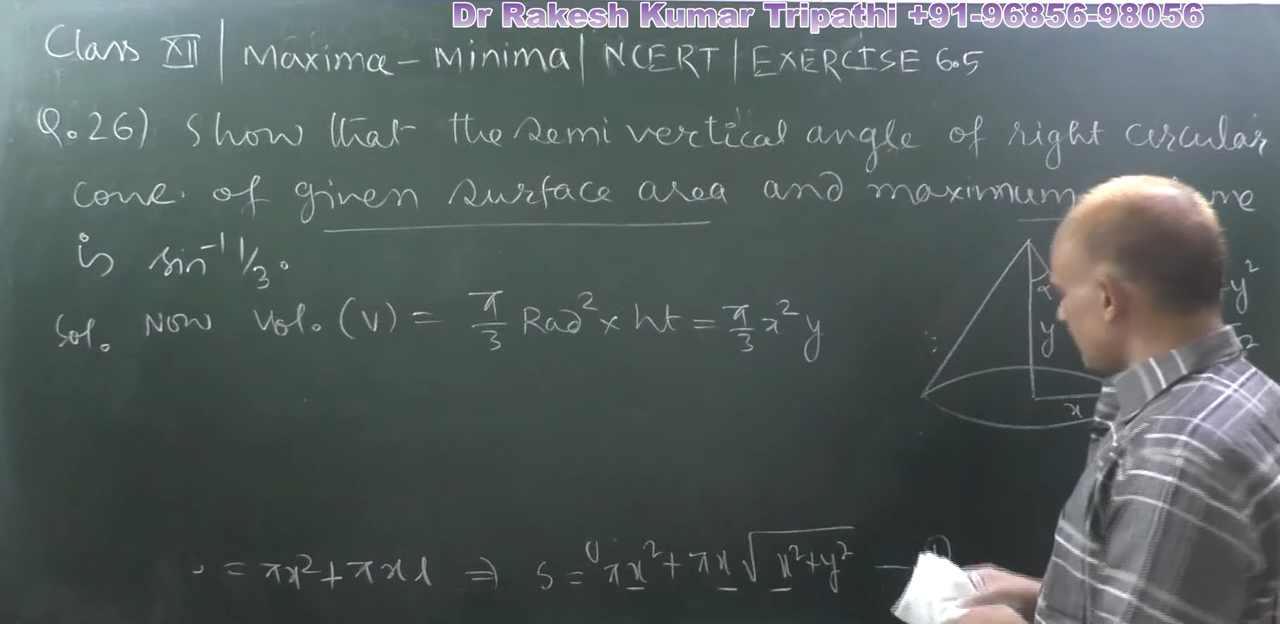 Dr Rakesh Kumar Tripathi +91-96856-98056
Class XII | Maxima - Minima | NCERT | EXERCISE 6.5
Q.26) Show that the semi vertical angle of right circular
cone. of given surface area and maximum
is sin⁻¹ 1/3.
Sol. Now Vol. (V) = π/3 Rad² × ht = π/3 x² y
α
y
x
y²
= πx² + πxl ⇒ S = πx² + πx√(x²+y²) — (1)